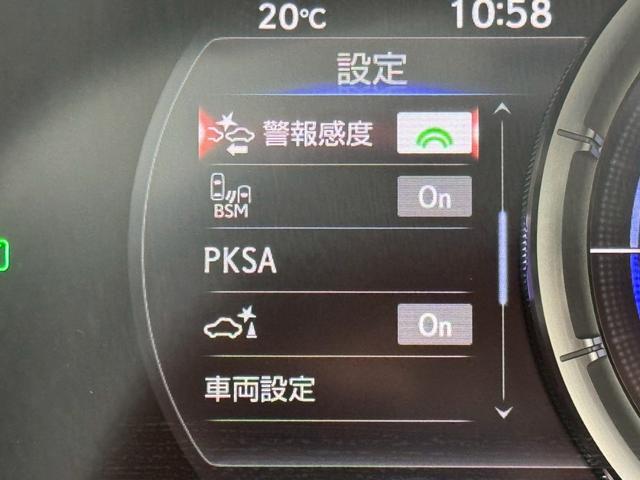 20℃ 10:58
設定
警報感度
BSM On
PKSA
On
車両設定